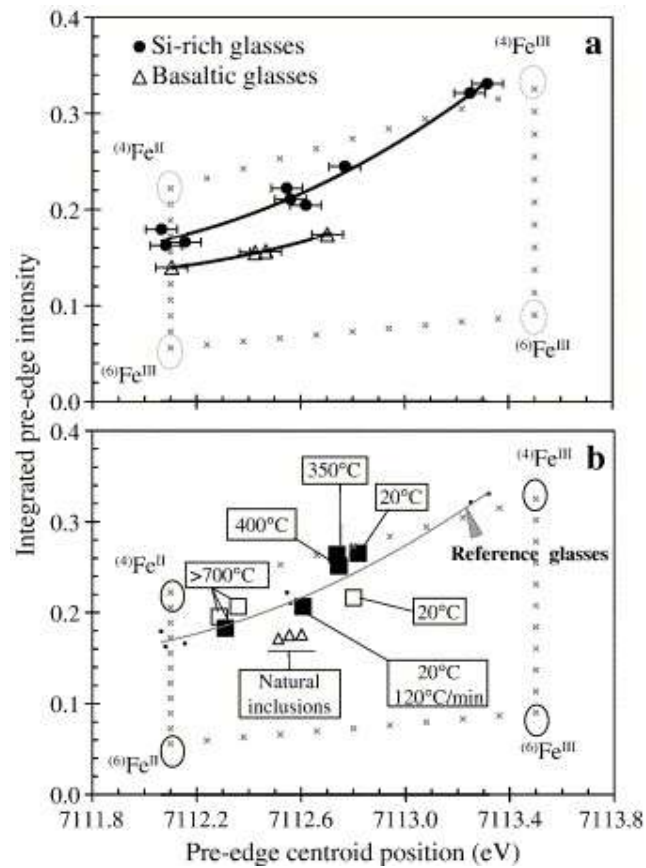 0.4
Si-rich glasses
Basaltic glasses
(4)FeIII
a
0.3
(4)FeII
0.2
0.1
(6)FeIII
(6)FeIII
0.0
Integrated pre-edge intensity
0.4
b
(4)FeIII
350°C
20°C
400°C
0.3
Reference glasses
(4)FeII
>700°C
0.2
20°C
20°C
120°C/min
Natural
inclusions
0.1
(6)FeII
(6)FeIII
0.0
7111.8 7112.2 7112.6 7113.0 7113.4 7113.8
Pre-edge centroid position (eV)